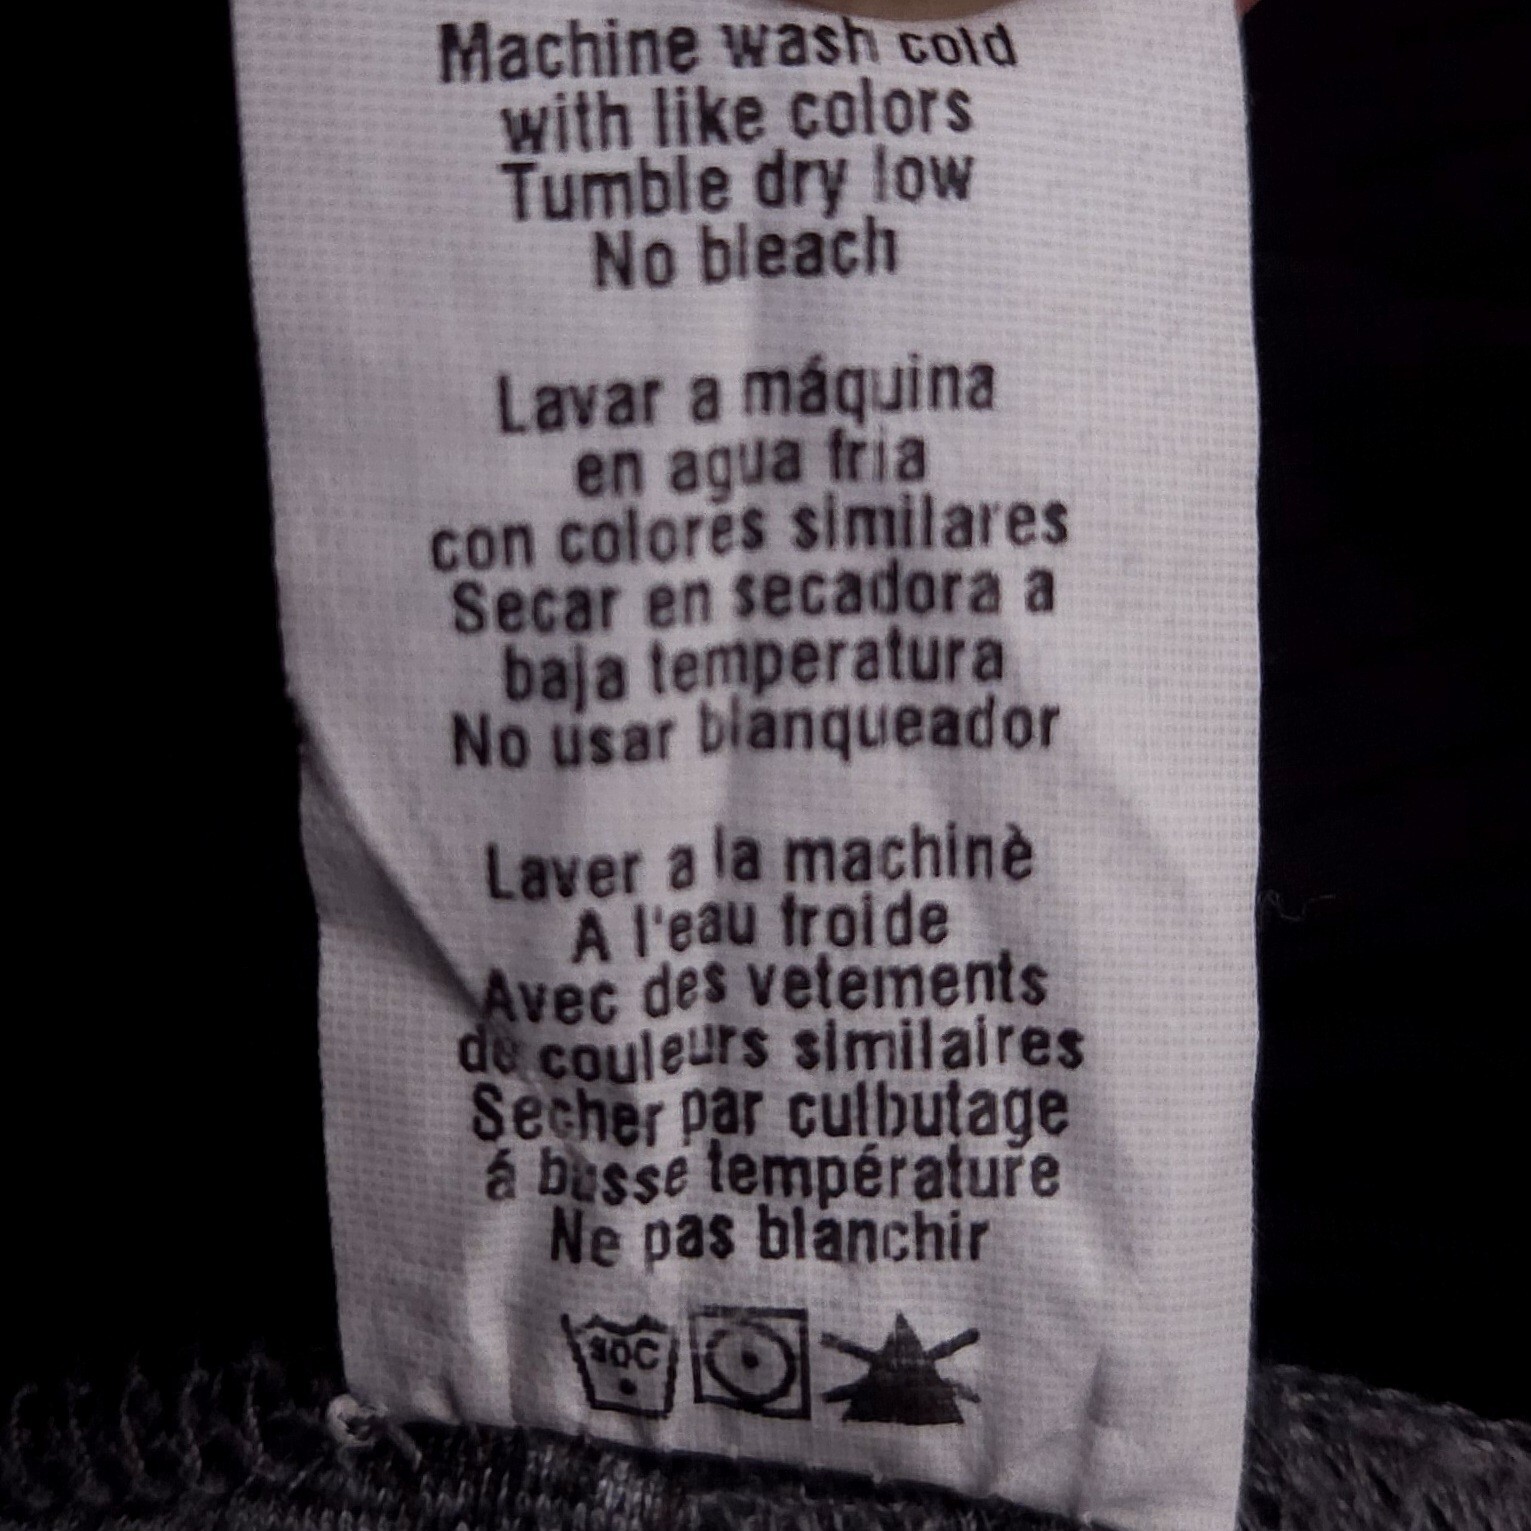 Machine wash cold
with like colors
Tumble dry low
No bleach
Lavar a máquina
en agua fria
con colores similares
Secar en secadora a
baja temperatura
No usar blanqueador
Laver a la machinè
A l'eau froide
Avec des vetements
de couleurs similaires
Secher par culbutage
á basse température
Ne pas blanchir
30C